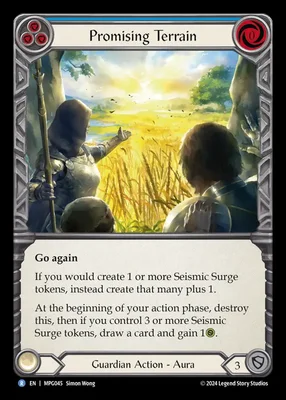 Promising Terrain
Go again
If you would create 1 or more Seismic Surge
tokens, instead create that many plus 1.
At the beginning of your action phase, destroy
this, then if you control 3 or more Seismic Surge
tokens, draw a card and gain 1
Guardian Action - Aura
3
R EN | MPG045 Simon Wong
© 2024 Legend Story Studios